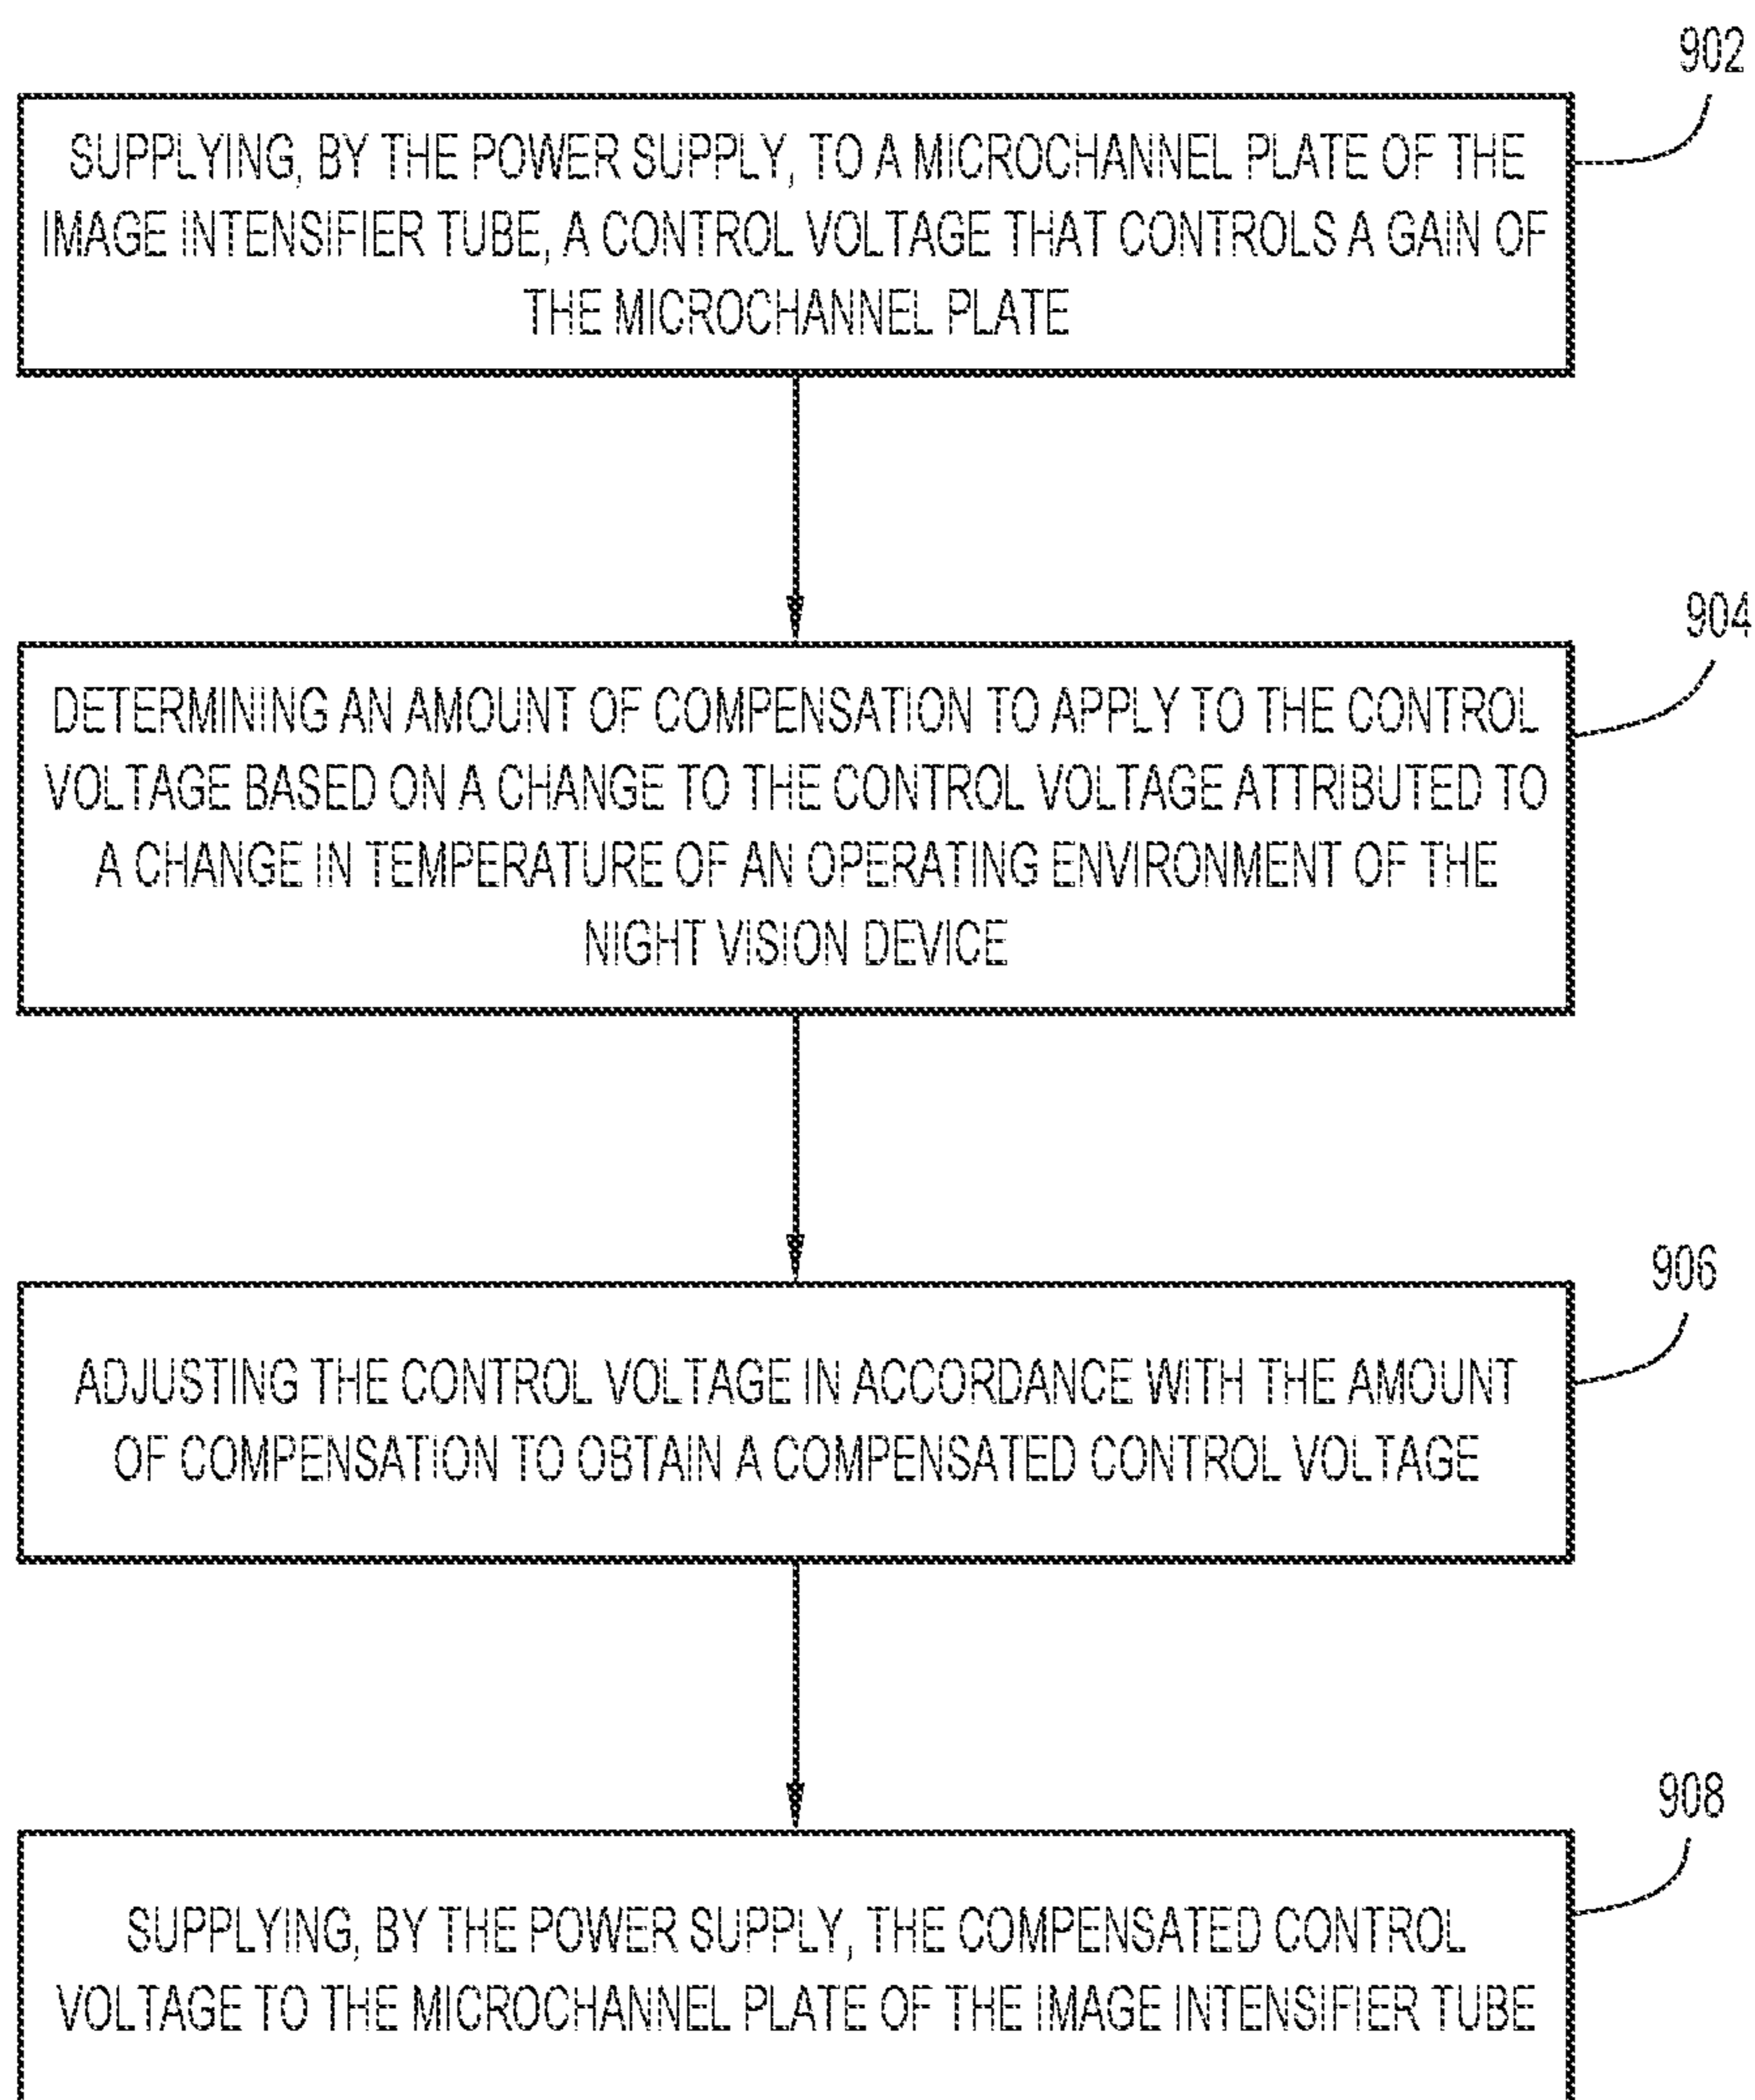 902
SUPPLYING, BY THE POWER SUPPLY, TO A MICROCHANNEL PLATE OF THE
IMAGE INTENSIFIER TUBE, A CONTROL VOLTAGE THAT CONTROLS A GAIN OF
THE MICROCHANNEL PLATE
904
DETERMINING AN AMOUNT OF COMPENSATION TO APPLY TO THE CONTROL
VOLTAGE BASED ON A CHANGE TO THE CONTROL VOLTAGE ATTRIBUTED TO
A CHANGE IN TEMPERATURE OF AN OPERATING ENVIRONMENT OF THE
NIGHT VISION DEVICE
906
ADJUSTING THE CONTROL VOLTAGE IN ACCORDANCE WITH THE AMOUNT
OF COMPENSATION TO OBTAIN A COMPENSATED CONTROL VOLTAGE
908
SUPPLYING, BY THE POWER SUPPLY, THE COMPENSATED CONTROL
VOLTAGE TO THE MICROCHANNEL PLATE OF THE IMAGE INTENSIFIER TUBE